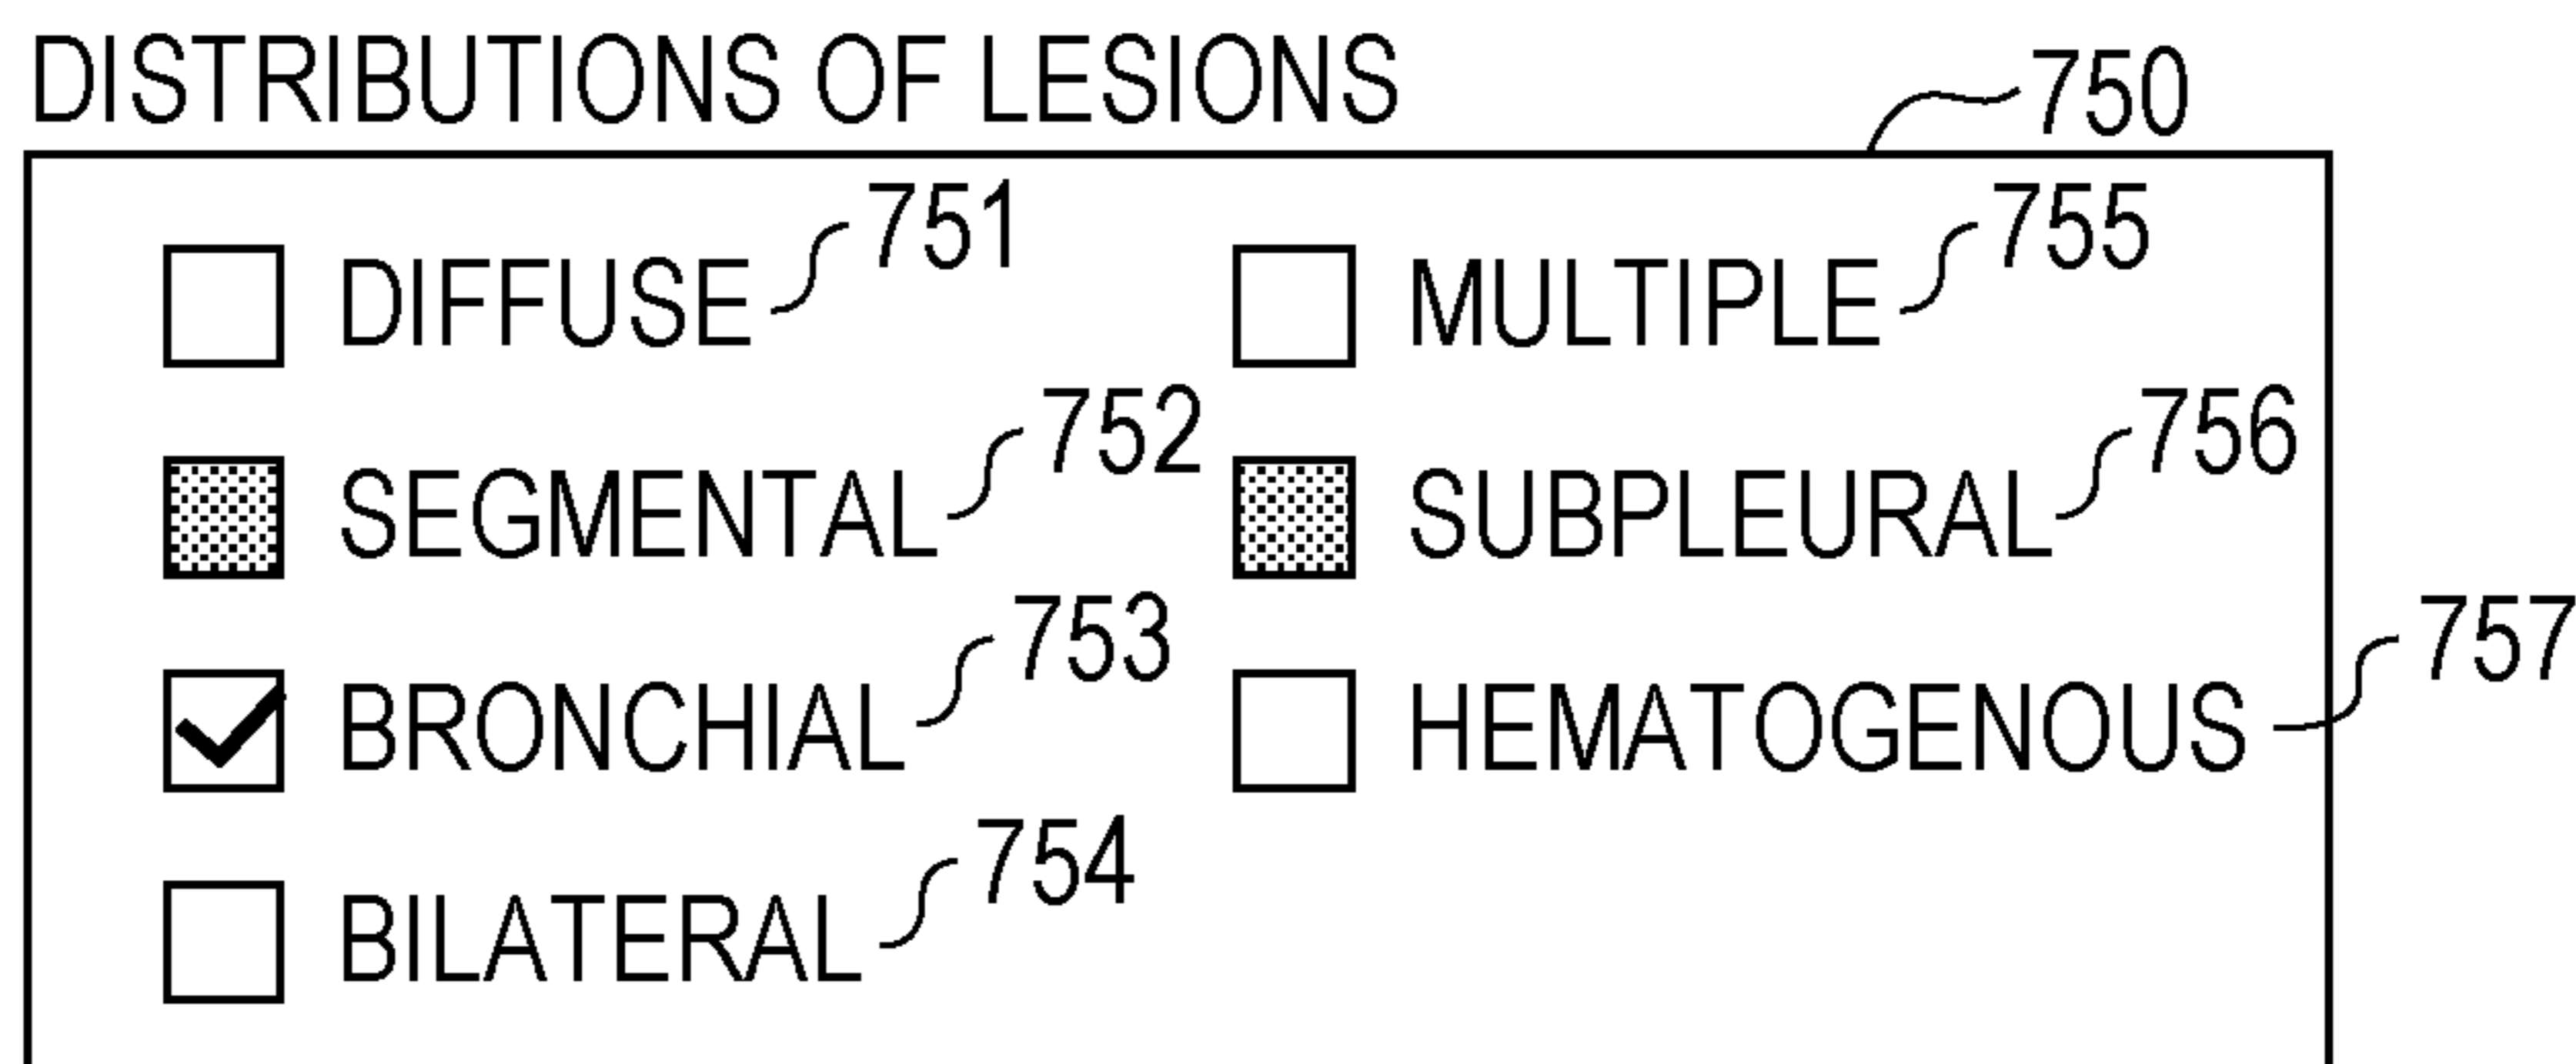 DISTRIBUTIONS OF LESIONS
750
DIFFUSE 751
MULTIPLE 755
SEGMENTAL 752
SUBPLEURAL 756
BRONCHIAL 753
HEMATOGENOUS 757
BILATERAL 754